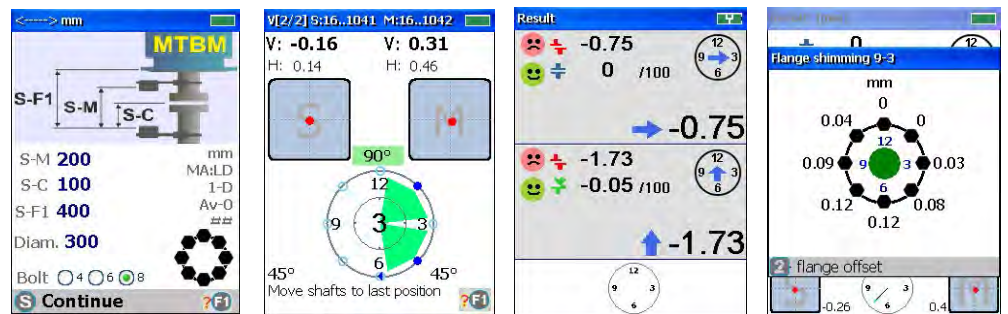 <-----> mm
MTBM
S-F1
S-M
S-C
S-M 200 mm
MA:LD
S-C 100 1-D
Av-0
S-F1 400 ##
Diam. 300
Bolt 4 6 8
S Continue ?F1
V[2/2] S:16..1041 M:16..1042
V: -0.16 V: 0.31
H: 0.14 H: 0.46
S M
90°
12
9 3 3
6
45° 45°
Move shafts to last position ?F1
Result
-0.75
0 /100
12
9 3
6
-0.75
-1.73
-0.05 /100
12
9 3
6
-1.73
12
9 3
6
0
12
Flange shimming 9-3
mm
0
0.04 0
12
0.09 9 3 0.03
6
0.12 0.08
0.12
2- flange offset
S -0.26 9 3 0.4 M
6